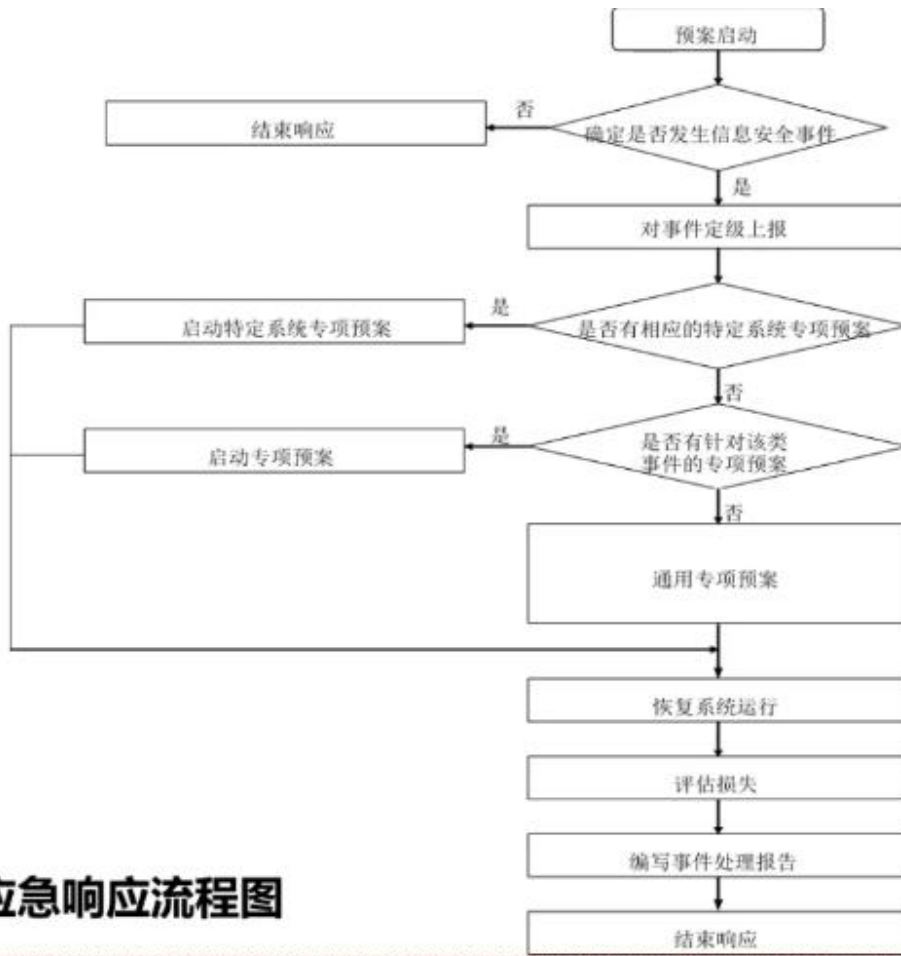 预案启动
否
结束响应
确定是否发生信息安全事件
是
对事件定级上报
是
启动特定系统专项预案
是否有相应的特定系统专项预案
否
是
启动专项预案
是否有针对该类
事件的专项预案
否
通用专项预案
恢复系统运行
评估损失
编写事件处理报告
应急响应流程图
结束响应